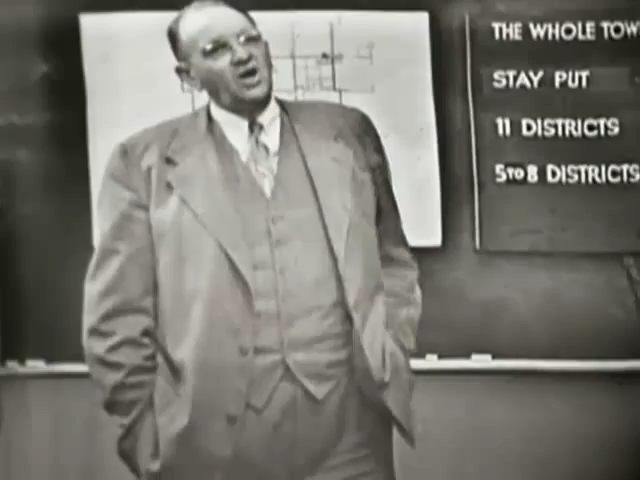 THE WHOLE TOW
STAY PUT
11 DISTRICTS
5 TO 8 DISTRICTS